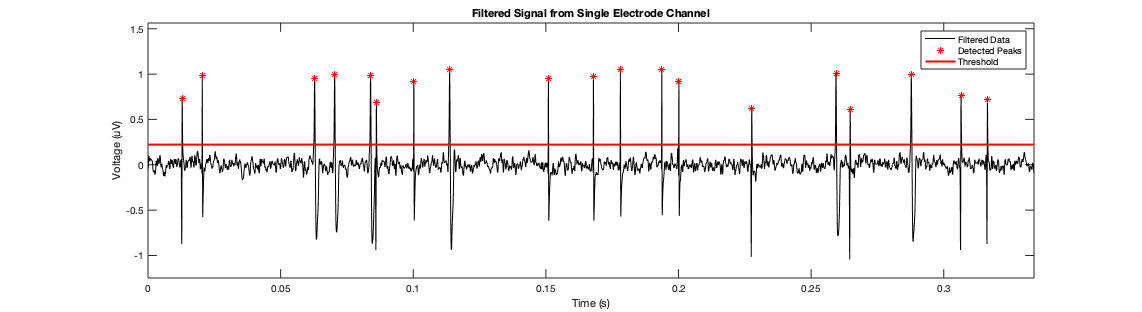 Filtered Signal from Single Electrode Channel
Filtered Data
Detected Peaks
Threshold
1.5
1
0.5
0
-0.5
-1
Voltage (uV)
0
0.05
0.1
0.15
0.2
0.25
0.3
Time (s)